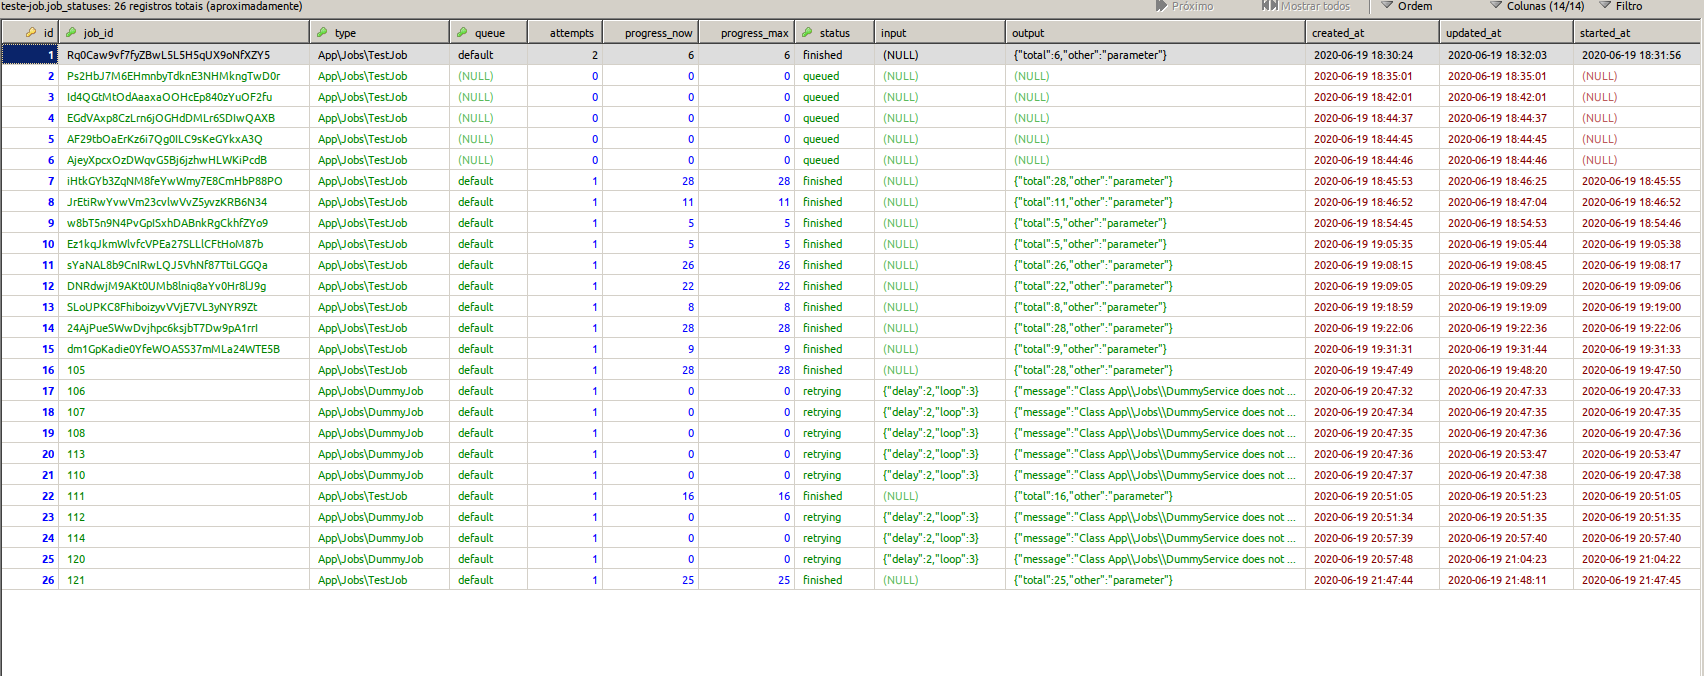 teste-job.job_statuses: 26 registros totais (aproximadamente) Próximo Mostrar todos Ordem Colunas (14/14) Filtro
id job_id type queue attempts progress_now progress_max status input output created_at updated_at started_at
1 Rq0Caw9vf7fyZBwL5L5H5qUX9oNfXZY5 App\Jobs\TestJob default 2 6 6 finished (NULL) {"total":6,"other":"parameter"} 2020-06-19 18:30:24 2020-06-19 18:32:03 2020-06-19 18:31:56
2 Ps2HbJ7M6EHmnbyTdknE3NHMkngTwD0r App\Jobs\TestJob (NULL) 0 0 0 queued (NULL) (NULL) 2020-06-19 18:35:01 2020-06-19 18:35:01 (NULL)
3 Id4QGtMtOdAaaxaOOHcEp840zYuOF2fu App\Jobs\TestJob (NULL) 0 0 0 queued (NULL) (NULL) 2020-06-19 18:42:01 2020-06-19 18:42:01 (NULL)
4 EGdVAxp8CzLrn6jOGHdDMLr6SDIwQAXB App\Jobs\TestJob (NULL) 0 0 0 queued (NULL) (NULL) 2020-06-19 18:44:37 2020-06-19 18:44:37 (NULL)
5 AF29tbOaErKz6i7Qg0ILC9sKeGYkxA3Q App\Jobs\TestJob (NULL) 0 0 0 queued (NULL) (NULL) 2020-06-19 18:44:45 2020-06-19 18:44:45 (NULL)
6 AjeyXpcxOzDWqvG5Bj6jzhwHLWKiPcdB App\Jobs\TestJob (NULL) 0 0 0 queued (NULL) (NULL) 2020-06-19 18:44:46 2020-06-19 18:44:46 (NULL)
7 iHtkGYb3ZqNM8feYwWmy7E8CmHbP88PO App\Jobs\TestJob default 1 28 28 finished (NULL) {"total":28,"other":"parameter"} 2020-06-19 18:45:53 2020-06-19 18:46:25 2020-06-19 18:45:55
8 JrEtiRwYvwVm23cvlwVvZ5yvzKRB6N34 App\Jobs\TestJob default 1 11 11 finished (NULL) {"total":11,"other":"parameter"} 2020-06-19 18:46:52 2020-06-19 18:47:04 2020-06-19 18:46:52
9 w8bT5n9N4PvGpISxhDABnkRgCkhfZYo9 App\Jobs\TestJob default 1 5 5 finished (NULL) {"total":5,"other":"parameter"} 2020-06-19 18:54:45 2020-06-19 18:54:53 2020-06-19 18:54:46
10 Ez1kqJkmWlvfcVPEa27SLLlCFtHoM87b App\Jobs\TestJob default 1 5 5 finished (NULL) {"total":5,"other":"parameter"} 2020-06-19 19:05:35 2020-06-19 19:05:44 2020-06-19 19:05:38
11 sYaNAL8b9CnIRwLQJ5VhNf87TtiLGGQa App\Jobs\TestJob default 1 26 26 finished (NULL) {"total":26,"other":"parameter"} 2020-06-19 19:08:15 2020-06-19 19:08:45 2020-06-19 19:08:17
12 DNRdwjM9AKt0UMb8lniq8aYv0Hr8lJ9g App\Jobs\TestJob default 1 22 22 finished (NULL) {"total":22,"other":"parameter"} 2020-06-19 19:09:05 2020-06-19 19:09:29 2020-06-19 19:09:06
13 SLoUPKC8FhiboizyvVVjE7VL3yNYR9Zt App\Jobs\TestJob default 1 8 8 finished (NULL) {"total":8,"other":"parameter"} 2020-06-19 19:18:59 2020-06-19 19:19:09 2020-06-19 19:19:00
14 24AjPueSWwDvjhpc6ksjbT7Dw9pA1rrI App\Jobs\TestJob default 1 28 28 finished (NULL) {"total":28,"other":"parameter"} 2020-06-19 19:22:06 2020-06-19 19:22:36 2020-06-19 19:22:06
15 dm1GpKadie0YfeWOASS37mMLa24WTE5B App\Jobs\TestJob default 1 9 9 finished (NULL) {"total":9,"other":"parameter"} 2020-06-19 19:31:31 2020-06-19 19:31:44 2020-06-19 19:31:33
16 105 App\Jobs\TestJob default 1 28 28 finished (NULL) {"total":28,"other":"parameter"} 2020-06-19 19:47:49 2020-06-19 19:48:20 2020-06-19 19:47:50
17 106 App\Jobs\DummyJob default 1 0 0 retrying {"delay":2,"loop":3} {"message":"Class App\\Jobs\\DummyService does not ... 2020-06-19 20:47:32 2020-06-19 20:47:33 2020-06-19 20:47:33
18 107 App\Jobs\DummyJob default 1 0 0 retrying {"delay":2,"loop":3} {"message":"Class App\\Jobs\\DummyService does not ... 2020-06-19 20:47:34 2020-06-19 20:47:35 2020-06-19 20:47:35
19 108 App\Jobs\DummyJob default 1 0 0 retrying {"delay":2,"loop":3} {"message":"Class App\\Jobs\\DummyService does not ... 2020-06-19 20:47:35 2020-06-19 20:47:36 2020-06-19 20:47:36
20 113 App\Jobs\DummyJob default 1 0 0 retrying {"delay":2,"loop":3} {"message":"Class App\\Jobs\\DummyService does not ... 2020-06-19 20:47:36 2020-06-19 20:53:47 2020-06-19 20:53:47
21 110 App\Jobs\DummyJob default 1 0 0 retrying {"delay":2,"loop":3} {"message":"Class App\\Jobs\\DummyService does not ... 2020-06-19 20:47:37 2020-06-19 20:47:38 2020-06-19 20:47:38
22 111 App\Jobs\TestJob default 1 16 16 finished (NULL) {"total":16,"other":"parameter"} 2020-06-19 20:51:05 2020-06-19 20:51:23 2020-06-19 20:51:05
23 112 App\Jobs\DummyJob default 1 0 0 retrying {"delay":2,"loop":3} {"message":"Class App\\Jobs\\DummyService does not ... 2020-06-19 20:51:34 2020-06-19 20:51:35 2020-06-19 20:51:35
24 114 App\Jobs\DummyJob default 1 0 0 retrying {"delay":2,"loop":3} {"message":"Class App\\Jobs\\DummyService does not ... 2020-06-19 20:57:39 2020-06-19 20:57:40 2020-06-19 20:57:40
25 120 App\Jobs\DummyJob default 1 0 0 retrying {"delay":2,"loop":3} {"message":"Class App\\Jobs\\DummyService does not ... 2020-06-19 20:57:48 2020-06-19 21:04:23 2020-06-19 21:04:22
26 121 App\Jobs\TestJob default 1 25 25 finished (NULL) {"total":25,"other":"parameter"} 2020-06-19 21:47:44 2020-06-19 21:48:11 2020-06-19 21:47:45